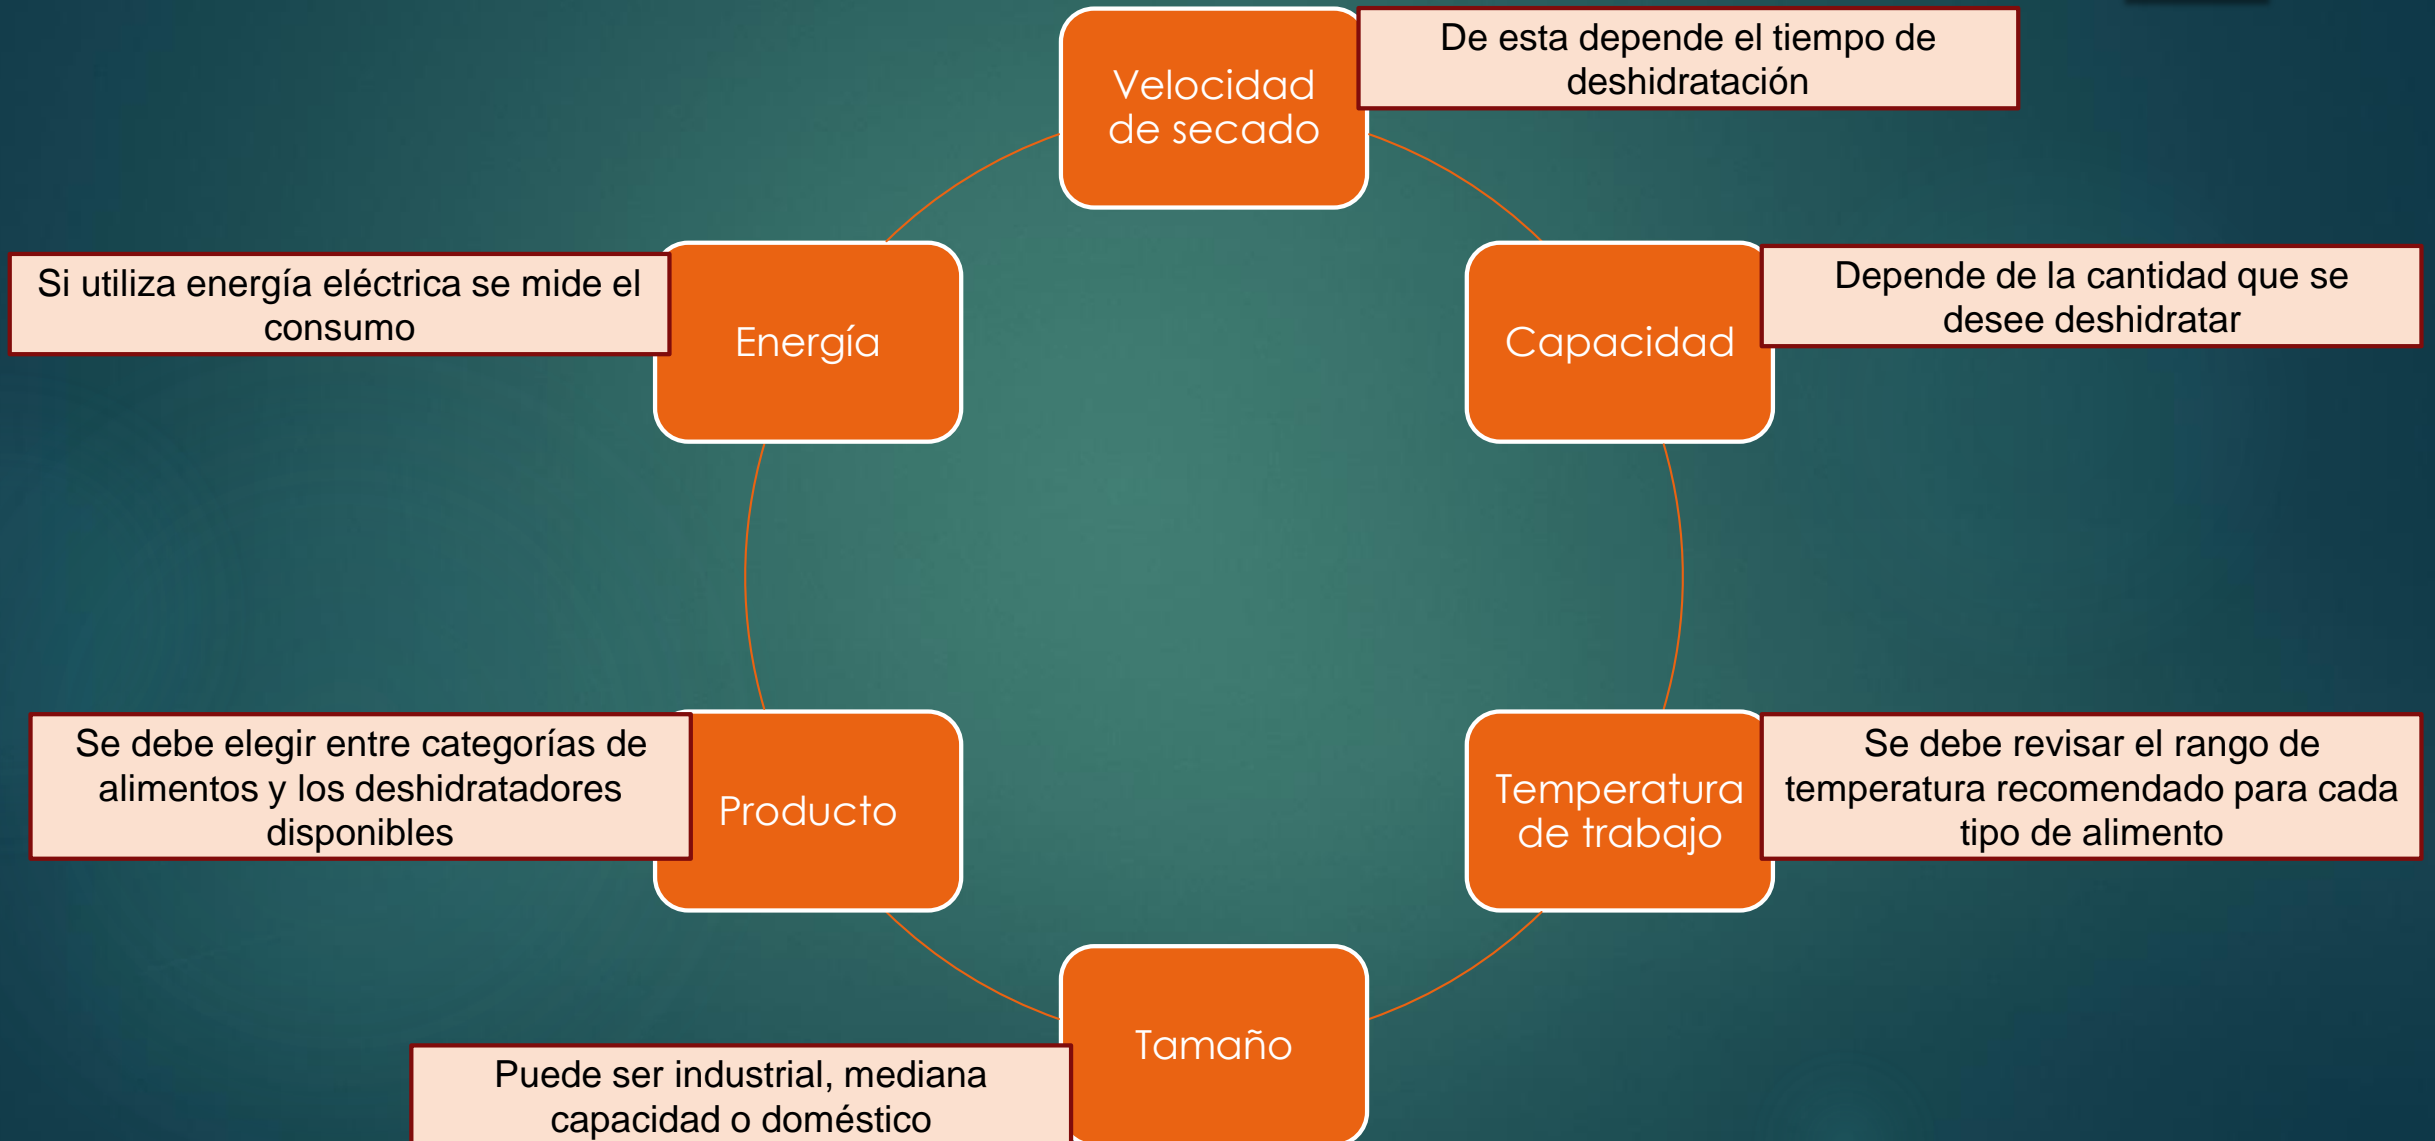 Velocidad
de secado
De esta depende el tiempo de
deshidratación
Capacidad
Depende de la cantidad que se
desee deshidratar
Temperatura
de trabajo
Se debe revisar el rango de
temperatura recomendado para cada
tipo de alimento
Tamaño
Puede ser industrial, mediana
capacidad o doméstico
Producto
Se debe elegir entre categorías de
alimentos y los deshidratadores
disponibles
Energía
Si utiliza energía eléctrica se mide el
consumo